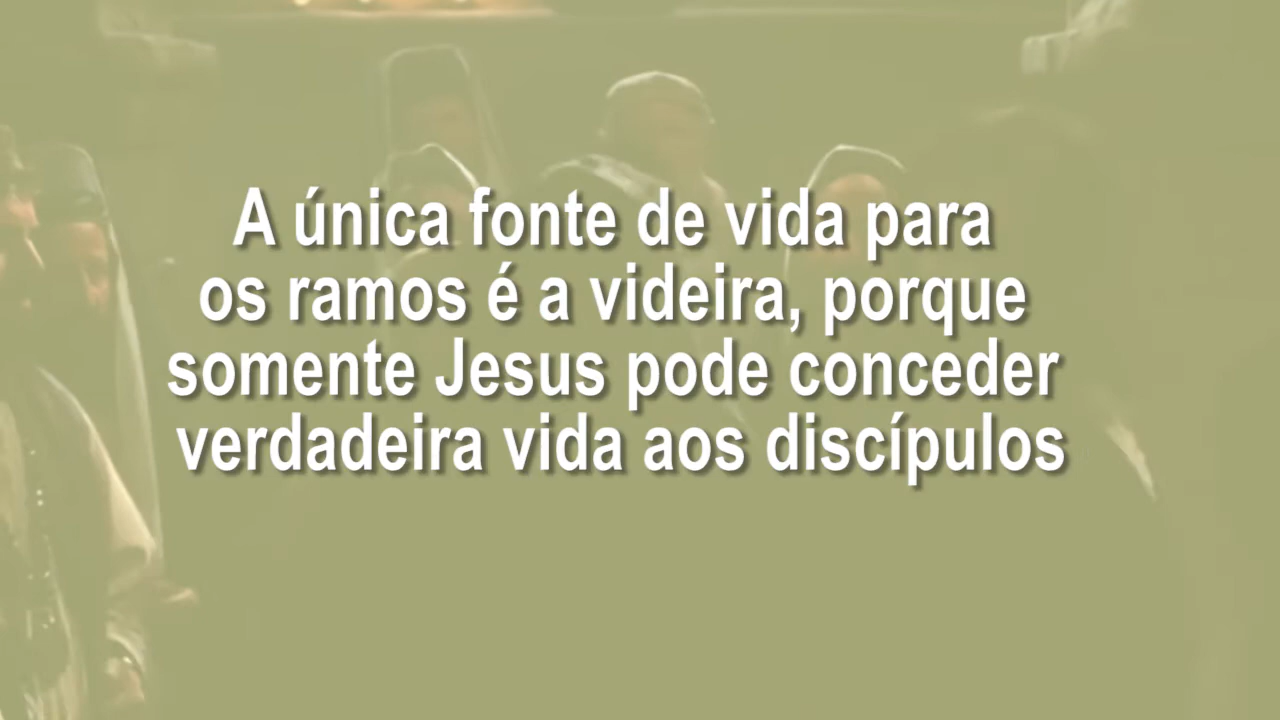 A única fonte de vida para
os ramos é a videira, porque
somente Jesus pode conceder
verdadeira vida aos discípulos